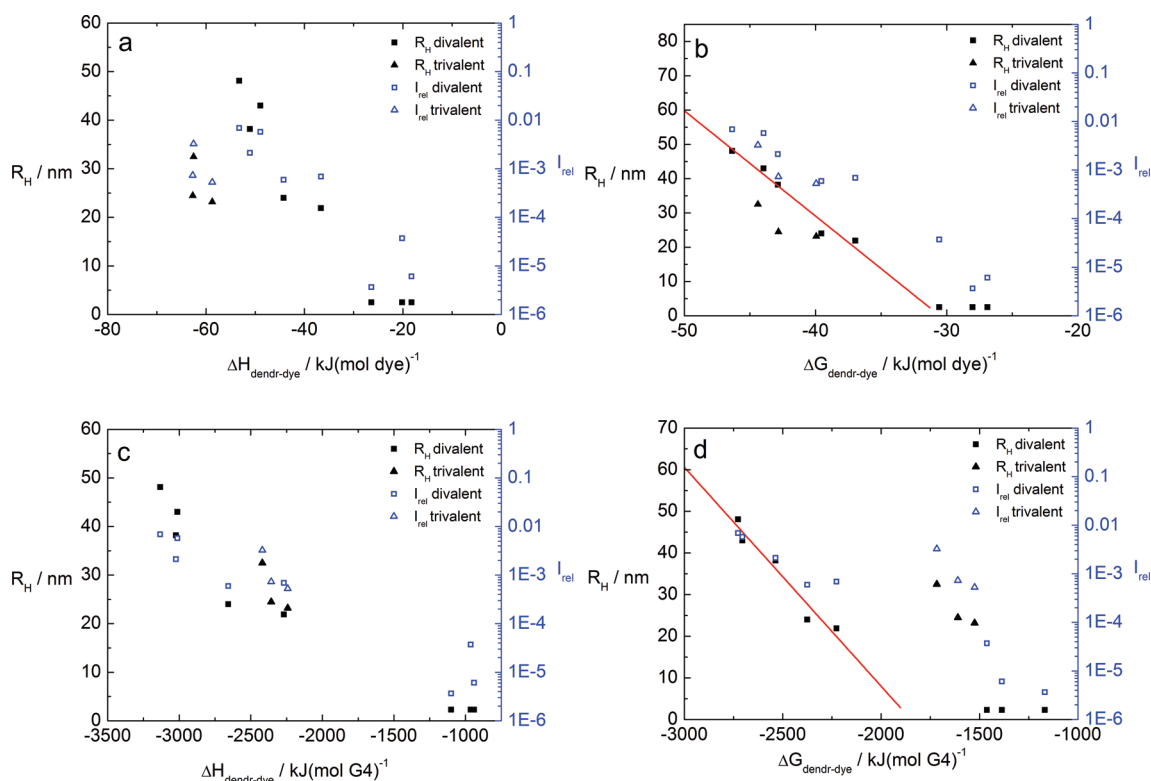 a
60
50
40
30
20
10
0
R_H / nm
R_H divalent
R_H trivalent
I_rel divalent
I_rel trivalent
1
0.1
0.01
1E-3
1E-4
1E-5
1E-6
I_rel
-80 -60 -40 -20 0
ΔH_dendr-dye / kJ(mol dye)^-1
b
80
70
60
50
40
30
20
10
0
R_H / nm
R_H divalent
R_H trivalent
I_rel divalent
I_rel trivalent
1
0.1
0.01
1E-3
1E-4
1E-5
1E-6
I_rel
-50 -40 -30 -20
ΔG_dendr-dye / kJ(mol dye)^-1
c
60
50
40
30
20
10
0
R_H / nm
R_H divalent
R_H trivalent
I_rel divalent
I_rel trivalent
1
0.1
0.01
1E-3
1E-4
1E-5
1E-6
I_rel
-3500 -3000 -2500 -2000 -1500 -1000
ΔH_dendr-dye / kJ(mol G4)^-1
d
70
60
50
40
30
20
10
0
R_H / nm
R_H divalent
R_H trivalent
I_rel divalent
I_rel trivalent
1
0.1
0.01
1E-3
1E-4
1E-5
1E-6
I_rel
-3000 -2500 -2000 -1500 -1000
ΔG_dendr-dye / kJ(mol G4)^-1